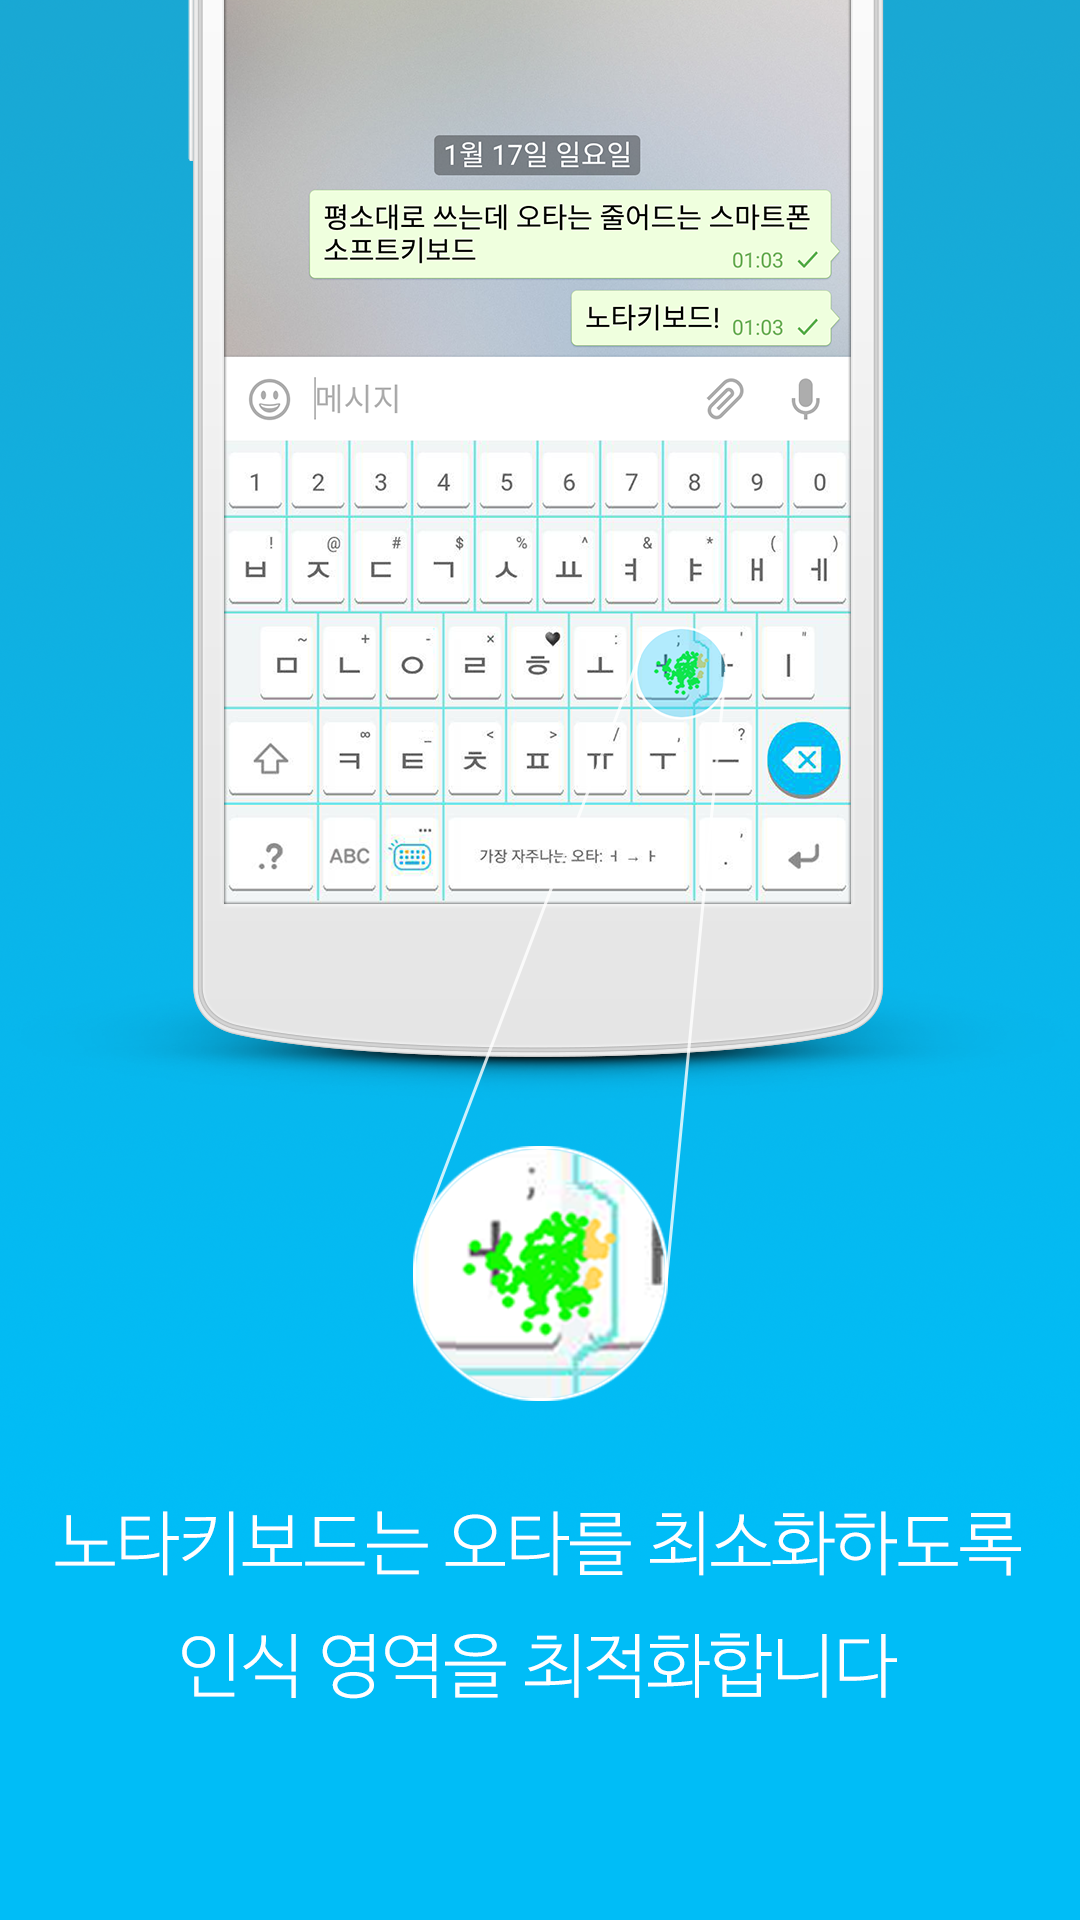 1월 17일 일요일
평소대로 쓰는데 오타는 줄어드는 스마트폰
소프트키보드 01:03
노타키보드! 01:03
메시지
1 2 3 4 5 6 7 8 9 0
! @ # $ % ^ & * ( )
ㅂ ㅈ ㄷ ㄱ ㅅ ㅛ ㅕ ㅑ ㅐ ㅔ
~ + - × ♥ : ; ' "
ㅁ ㄴ ㅇ ㄹ ㅎ ㅗ ㅓ ㅏ ㅣ
∞ _ < > / , ?
ㅋ ㅌ ㅊ ㅍ ㅠ ㅜ ㅡ
... ,
.? ABC 가장 자주나는 오타: ㅓ → ㅏ .
;
ㅓ
노타키보드는 오타를 최소화하도록
인식 영역을 최적화합니다